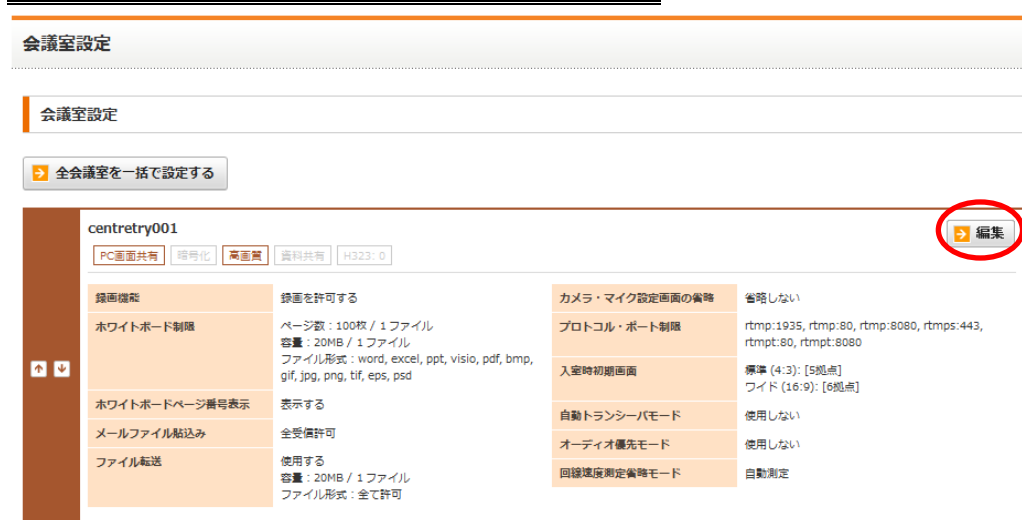 会議室設定
会議室設定
全会議室を一括で設定する
centretry001
編集
PC画面共有 暗号化 高画質 資料共有 H323: 0
録画機能 録画を許可する
ホワイトボード制限 ページ数：100枚 / 1ファイル
容量：20MB / 1ファイル
ファイル形式：word, excel, ppt, visio, pdf, bmp,
gif, jpg, png, tif, eps, psd
ホワイトボードページ番号表示 表示する
メールファイル貼込み 全受信許可
ファイル転送 使用する
容量：20MB / 1ファイル
ファイル形式：全て許可
カメラ・マイク設定画面の省略 省略しない
プロトコル・ポート制限 rtmp:1935, rtmp:80, rtmp:8080, rtmps:443,
rtmpt:80, rtmpt:8080
入室時初期画面 標準 (4:3): [5拠点]
ワイド (16:9): [6拠点]
自動トランシーバモード 使用しない
オーディオ優先モード 使用しない
回線速度測定省略モード 自動測定